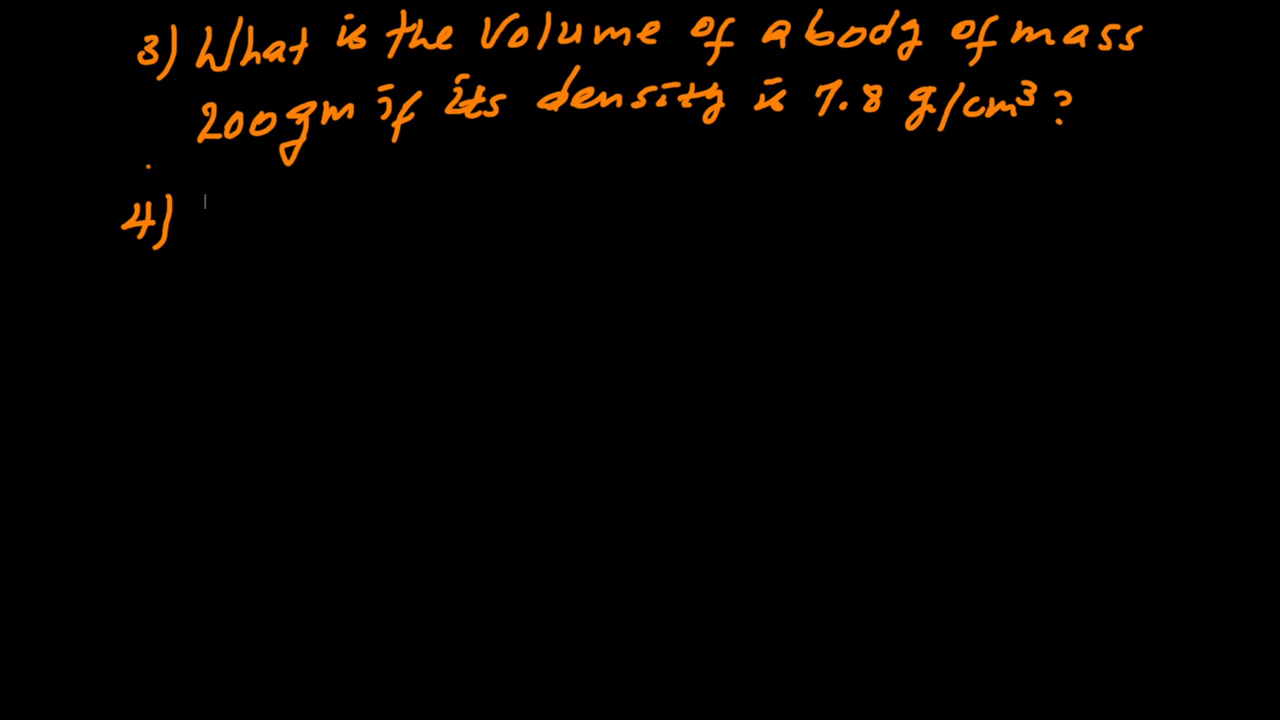 3) What is the Volume of a body of mass
200gm if its density is 7.8 g/cm³?
4)